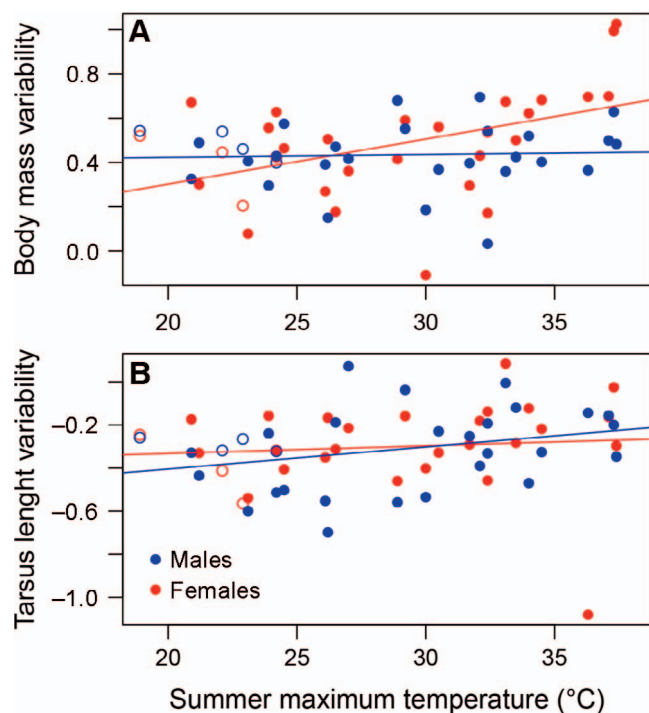 A
Body mass variability
0.8
0.4
0.0
20
25
30
35
B
Tarsus lenght variability
−0.2
−0.6
−1.0
Males
Females
20
25
30
35
Summer maximum temperature (°C)